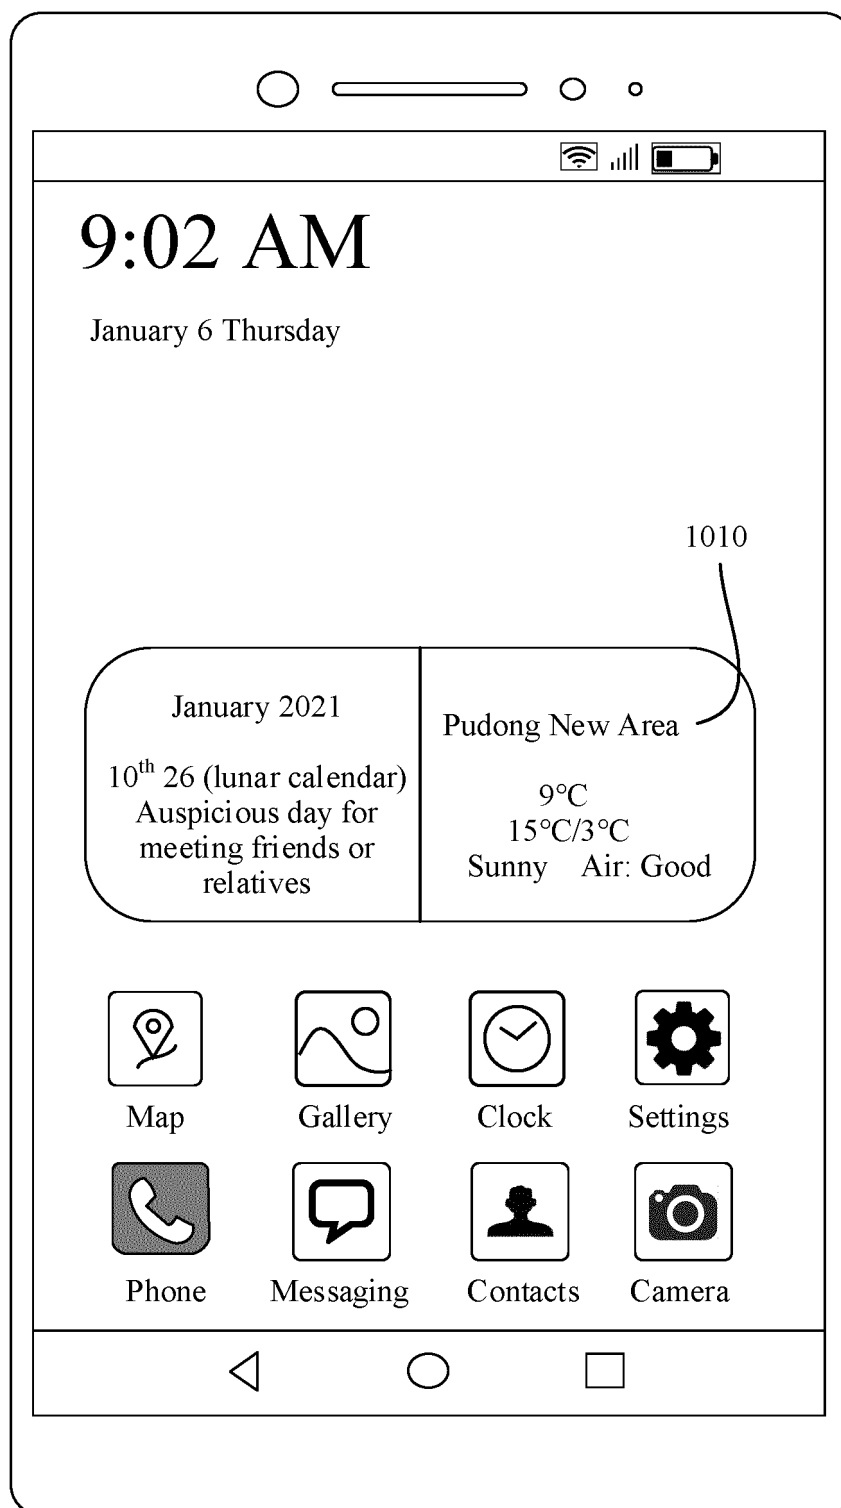 9:02 AM
January 6 Thursday
1010
January 2021
10th 26 (lunar calendar)
Auspicious day for
meeting friends or
relatives
Pudong New Area
9°C
15°C/3°C
Sunny Air: Good
Map Gallery Clock Settings
Phone Messaging Contacts Camera